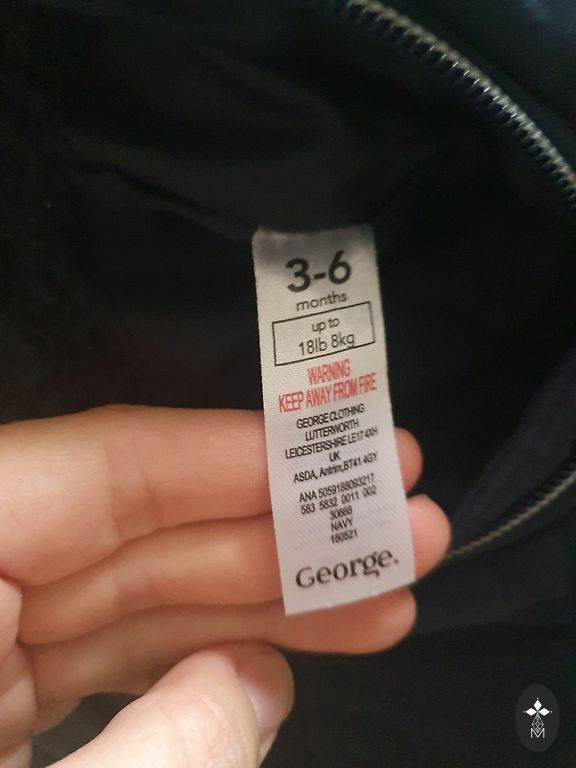 3-6
months
up to
18lb 8kg
WARNING
KEEP AWAY FROM FIRE
GEORGE CLOTHING
LUTTERWORTH
LEICESTERSHIRE LE17 4XH
UK
ASDA, Antrim,BT41 4GY
ANA 5059188093217
583 5832 0011 002
30668
NAVY
180521
George.
M